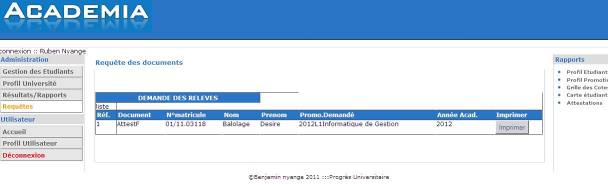 ACADEMIA
connexion :: Ruben Nyange
Administration
Gestion des Etudiants
Profil Université
Résultats/Rapports
Requêtes
Utilisateur
Accueil
Profil Utilisateur
Déconnexion
Requête des documents
DEMANDE DES RELEVES
liste
Réf. Document N°matricule Nom Prenom Promo.Demandé Année Acad. Imprimer
1 AttestF 01/11.03118 Balolage Desire 2012L1Informatique de Gestion 2012 Imprimer
Rapports
Profil Etudiant
Profil Promoti
Grille des Cotes
Carte étudiant
Attestations
©Benjamin nyange 2011 :::Progrès Universitaire